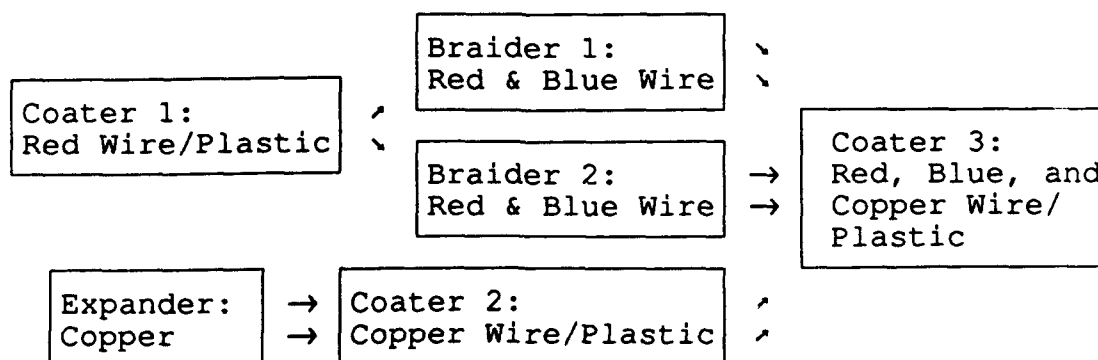 Braider 1:
Red & Blue Wire
Coater 1:
Red Wire/Plastic
Braider 2:
Red & Blue Wire
Coater 3:
Red, Blue, and
Copper Wire/
Plastic
Expander:
Copper
Coater 2:
Copper Wire/Plastic